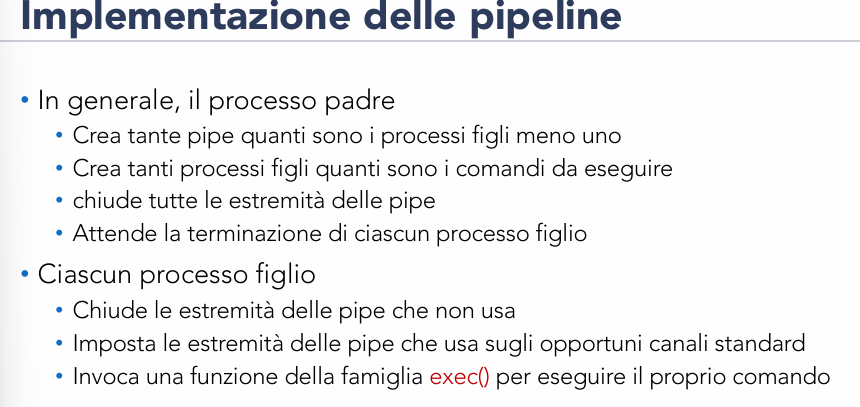 Implementazione delle pipeline
• In generale, il processo padre
• Crea tante pipe quanti sono i processi figli meno uno
• Crea tanti processi figli quanti sono i comandi da eseguire
• chiude tutte le estremità delle pipe
• Attende la terminazione di ciascun processo figlio
• Ciascun processo figlio
• Chiude le estremità delle pipe che non usa
• Imposta le estremità delle pipe che usa sugli opportuni canali standard
• Invoca una funzione della famiglia exec() per eseguire il proprio comando